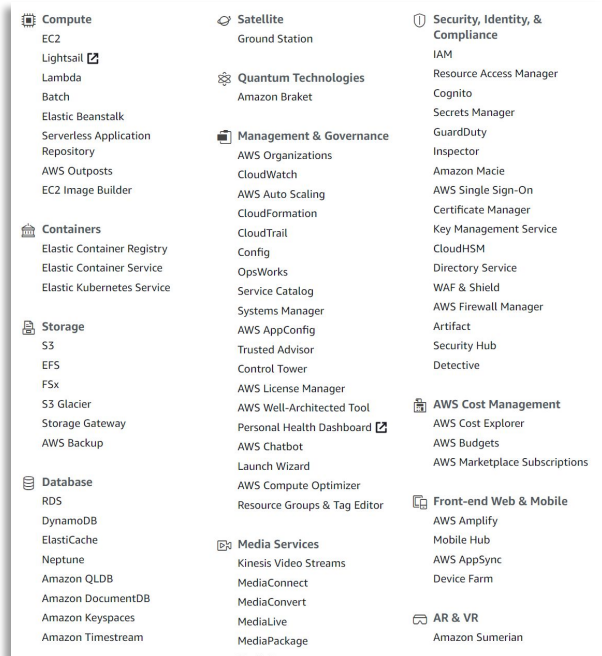 Compute
EC2
Lightsail
Lambda
Batch
Elastic Beanstalk
Serverless Application
Repository
AWS Outposts
EC2 Image Builder
Containers
Elastic Container Registry
Elastic Container Service
Elastic Kubernetes Service
Storage
S3
EFS
FSx
S3 Glacier
Storage Gateway
AWS Backup
Database
RDS
DynamoDB
ElastiCache
Neptune
Amazon QLDB
Amazon DocumentDB
Amazon Keyspaces
Amazon Timestream
Satellite
Ground Station
Quantum Technologies
Amazon Braket
Management & Governance
AWS Organizations
CloudWatch
AWS Auto Scaling
CloudFormation
CloudTrail
Config
OpsWorks
Service Catalog
Systems Manager
AWS AppConfig
Trusted Advisor
Control Tower
AWS License Manager
AWS Well-Architected Tool
Personal Health Dashboard
AWS Chatbot
Launch Wizard
AWS Compute Optimizer
Resource Groups & Tag Editor
Media Services
Kinesis Video Streams
MediaConnect
MediaConvert
MediaLive
MediaPackage
Security, Identity, &
Compliance
IAM
Resource Access Manager
Cognito
Secrets Manager
GuardDuty
Inspector
Amazon Macie
AWS Single Sign-On
Certificate Manager
Key Management Service
CloudHSM
Directory Service
WAF & Shield
AWS Firewall Manager
Artifact
Security Hub
Detective
AWS Cost Management
AWS Cost Explorer
AWS Budgets
AWS Marketplace Subscriptions
Front-end Web & Mobile
AWS Amplify
Mobile Hub
AWS AppSync
Device Farm
AR & VR
Amazon Sumerian